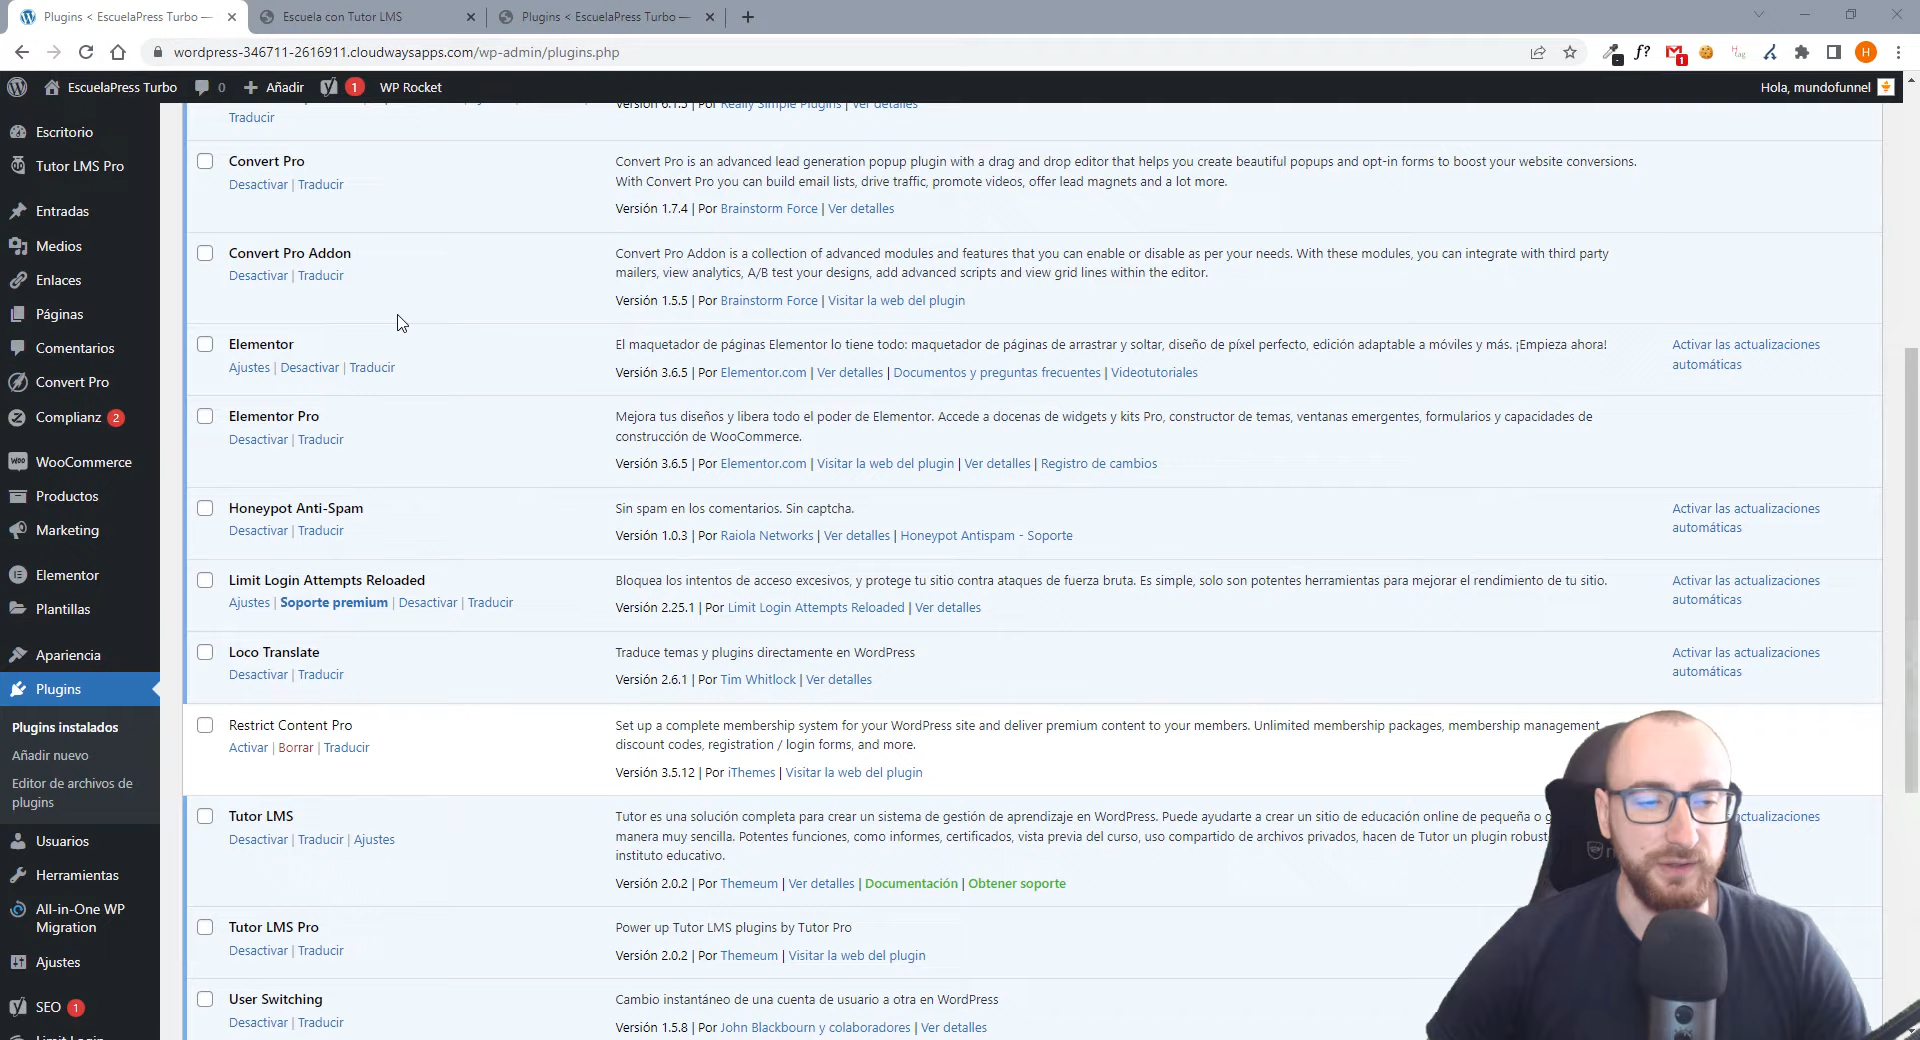 Plugins < EscuelaPress Turbo —
Escuela con Tutor LMS
Plugins < EscuelaPress Turbo —
wordpress-346711-2616911.cloudwaysapps.com/wp-admin/plugins.php
f?
1
H
EscuelaPress Turbo
0
Añadir
1
WP Rocket
Hola, mundofunnel
Escritorio
Tutor LMS Pro
Entradas
Medios
Enlaces
Páginas
Comentarios
Convert Pro
Complianz 2
WooCommerce
Productos
Marketing
Elementor
Plantillas
Apariencia
Plugins
Plugins instalados
Añadir nuevo
Editor de archivos de
plugins
Usuarios
Herramientas
All-in-One WP
Migration
Ajustes
SEO 1
Limit Login
Versión 6.1.5 | Por Really Simple Plugins | Ver detalles
Traducir
Convert Pro
Desactivar | Traducir
Convert Pro is an advanced lead generation popup plugin with a drag and drop editor that helps you create beautiful popups and opt-in forms to boost your website conversions.
With Convert Pro you can build email lists, drive traffic, promote videos, offer lead magnets and a lot more.
Versión 1.7.4 | Por Brainstorm Force | Ver detalles
Convert Pro Addon
Desactivar | Traducir
Convert Pro Addon is a collection of advanced modules and features that you can enable or disable as per your needs. With these modules, you can integrate with third party
mailers, view analytics, A/B test your designs, add advanced scripts and view grid lines within the editor.
Versión 1.5.5 | Por Brainstorm Force | Visitar la web del plugin
Elementor
Ajustes | Desactivar | Traducir
El maquetador de páginas Elementor lo tiene todo: maquetador de páginas de arrastrar y soltar, diseño de píxel perfecto, edición adaptable a móviles y más. ¡Empieza ahora!
Versión 3.6.5 | Por Elementor.com | Ver detalles | Documentos y preguntas frecuentes | Videotutoriales
Activar las actualizaciones
automáticas
Elementor Pro
Desactivar | Traducir
Mejora tus diseños y libera todo el poder de Elementor. Accede a docenas de widgets y kits Pro, constructor de temas, ventanas emergentes, formularios y capacidades de
construcción de WooCommerce.
Versión 3.6.5 | Por Elementor.com | Visitar la web del plugin | Ver detalles | Registro de cambios
Honeypot Anti-Spam
Desactivar | Traducir
Sin spam en los comentarios. Sin captcha.
Versión 1.0.3 | Por Raiola Networks | Ver detalles | Honeypot Antispam - Soporte
Activar las actualizaciones
automáticas
Limit Login Attempts Reloaded
Ajustes | Soporte premium | Desactivar | Traducir
Bloquea los intentos de acceso excesivos, y protege tu sitio contra ataques de fuerza bruta. Es simple, solo son potentes herramientas para mejorar el rendimiento de tu sitio.
Versión 2.25.1 | Por Limit Login Attempts Reloaded | Ver detalles
Activar las actualizaciones
automáticas
Loco Translate
Desactivar | Traducir
Traduce temas y plugins directamente en WordPress
Versión 2.6.1 | Por Tim Whitlock | Ver detalles
Activar las actualizaciones
automáticas
Restrict Content Pro
Activar | Borrar | Traducir
Set up a complete membership system for your WordPress site and deliver premium content to your members. Unlimited membership packages, membership management,
discount codes, registration / login forms, and more.
Versión 3.5.12 | Por iThemes | Visitar la web del plugin
Tutor LMS
Desactivar | Traducir | Ajustes
Tutor es una solución completa para crear un sistema de gestión de aprendizaje en WordPress. Puede ayudarte a crear un sitio de educación online de pequeña o
manera muy sencilla. Potentes funciones, como informes, certificados, vista previa del curso, uso compartido de archivos privados, hacen de Tutor un plugin
instituto educativo.
Versión 2.0.2 | Por Themeum | Ver detalles | Documentación | Obtener soporte
actualizaciones
Tutor LMS Pro
Desactivar | Traducir
Power up Tutor LMS plugins by Tutor Pro
Versión 2.0.2 | Por Themeum | Visitar la web del plugin
User Switching
Desactivar | Traducir
Cambio instantáneo de una cuenta de usuario a otra en WordPress
Versión 1.5.8 | Por John Blackbourn y colaboradores | Ver detalles